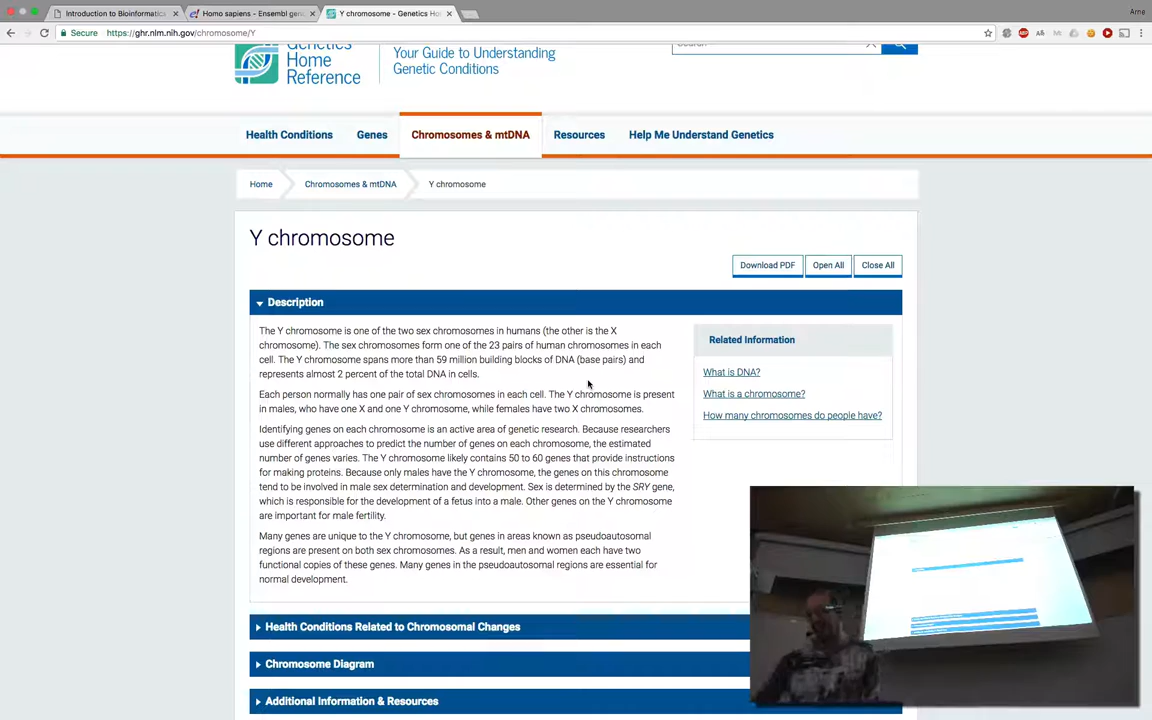 Introduction to Bioinformatics
Homo sapiens - Ensembl gen
Y chromosome - Genetics Ho
Arne
Secure
https://ghr.nlm.nih.gov/chromosome/Y
Genetics
Home
Reference
Your Guide to Understanding
Genetic Conditions
Search
Health Conditions
Genes
Chromosomes & mtDNA
Resources
Help Me Understand Genetics
Home
Chromosomes & mtDNA
Y chromosome
Y chromosome
Download PDF
Open All
Close All
Description
The Y chromosome is one of the two sex chromosomes in humans (the other is the X
chromosome). The sex chromosomes form one of the 23 pairs of human chromosomes in each
cell. The Y chromosome spans more than 59 million building blocks of DNA (base pairs) and
represents almost 2 percent of the total DNA in cells.
Each person normally has one pair of sex chromosomes in each cell. The Y chromosome is present
in males, who have one X and one Y chromosome, while females have two X chromosomes.
Identifying genes on each chromosome is an active area of genetic research. Because researchers
use different approaches to predict the number of genes on each chromosome, the estimated
number of genes varies. The Y chromosome likely contains 50 to 60 genes that provide instructions
for making proteins. Because only males have the Y chromosome, the genes on this chromosome
tend to be involved in male sex determination and development. Sex is determined by the SRY gene,
which is responsible for the development of a fetus into a male. Other genes on the Y chromosome
are important for male fertility.
Many genes are unique to the Y chromosome, but genes in areas known as pseudoautosomal
regions are present on both sex chromosomes. As a result, men and women each have two
functional copies of these genes. Many genes in the pseudoautosomal regions are essential for
normal development.
Related Information
What is DNA?
What is a chromosome?
How many chromosomes do people have?
Health Conditions Related to Chromosomal Changes
Chromosome Diagram
Additional Information & Resources